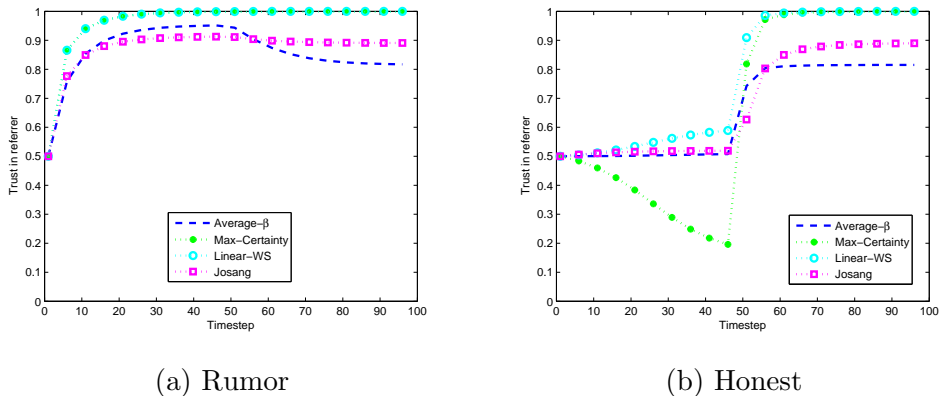 1
0.9
0.8
0.7
0.6
0.5
0.4
0.3
0.2
0.1
0
Trust in referrer
Average−β
Max−Certainty
Linear−WS
Josang
0 10 20 30 40 50 60 70 80 90 100
Timestep
(a) Rumor
1
0.9
0.8
0.7
0.6
0.5
0.4
0.3
0.2
0.1
0
Trust in referrer
Average−β
Max−Certainty
Linear−WS
Josang
0 10 20 30 40 50 60 70 80 90 100
Timestep
(b) Honest